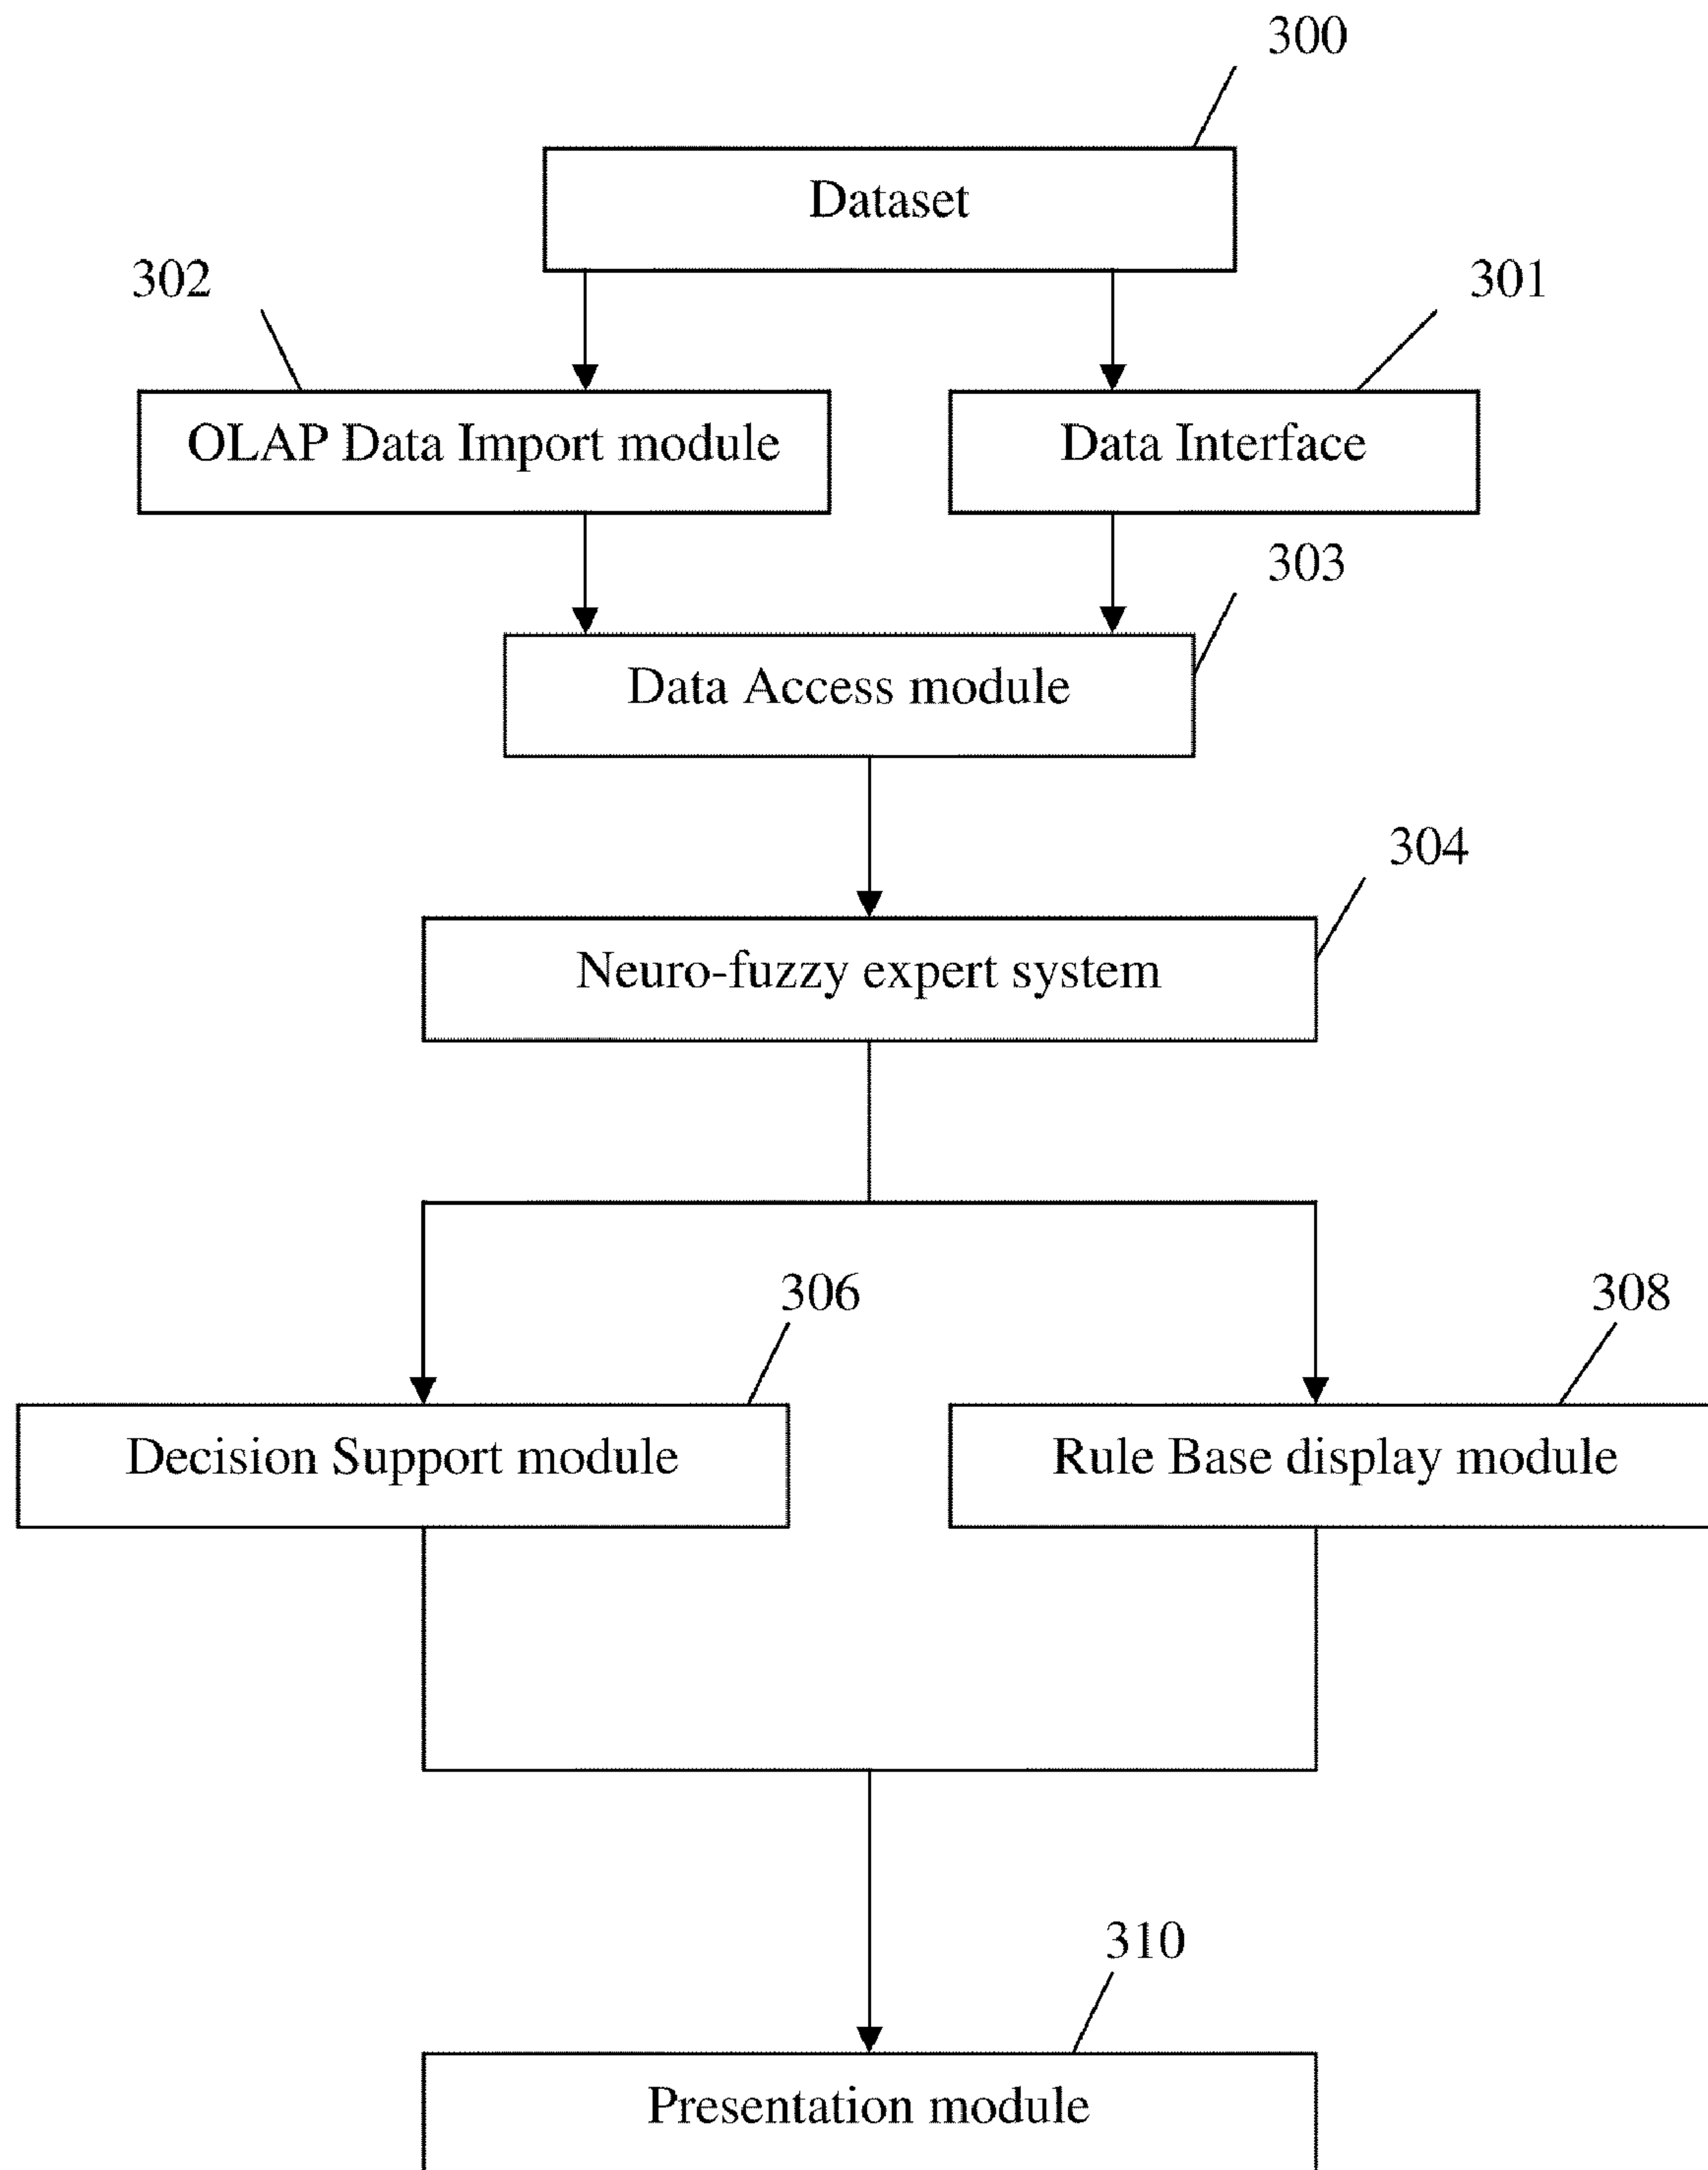 300
Dataset
302
301
OLAP Data Import module
Data Interface
303
Data Access module
304
Neuro-fuzzy expert system
306
308
Decision Support module
Rule Base display module
310
Presentation module